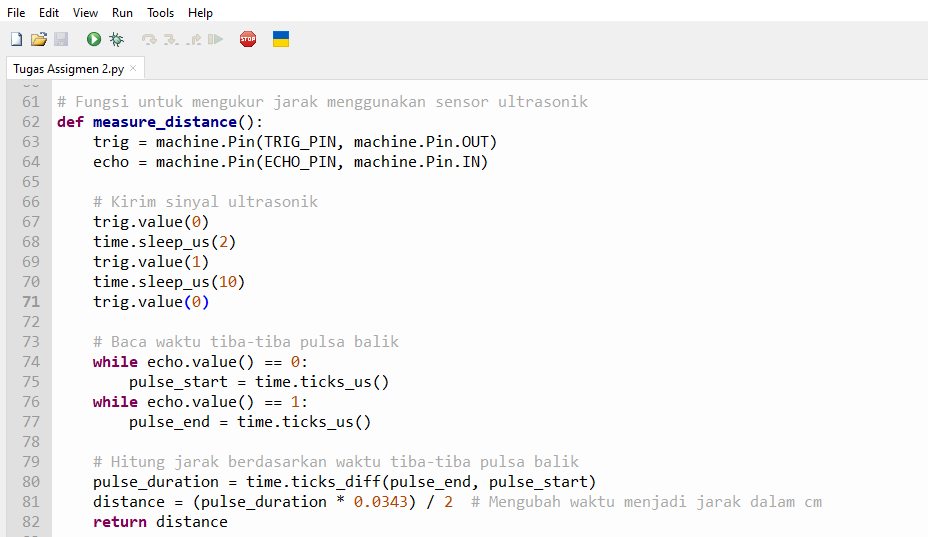 File Edit View Run Tools Help
STOP
Tugas Assigmen 2.py ×
61 # Fungsi untuk mengukur jarak menggunakan sensor ultrasonik
62 def measure_distance():
63     trig = machine.Pin(TRIG_PIN, machine.Pin.OUT)
64     echo = machine.Pin(ECHO_PIN, machine.Pin.IN)
65
66     # Kirim sinyal ultrasonik
67     trig.value(0)
68     time.sleep_us(2)
69     trig.value(1)
70     time.sleep_us(10)
71     trig.value(0)
72
73     # Baca waktu tiba-tiba pulsa balik
74     while echo.value() == 0:
75         pulse_start = time.ticks_us()
76     while echo.value() == 1:
77         pulse_end = time.ticks_us()
78
79     # Hitung jarak berdasarkan waktu tiba-tiba pulsa balik
80     pulse_duration = time.ticks_diff(pulse_end, pulse_start)
81     distance = (pulse_duration * 0.0343) / 2  # Mengubah waktu menjadi jarak dalam cm
82     return distance